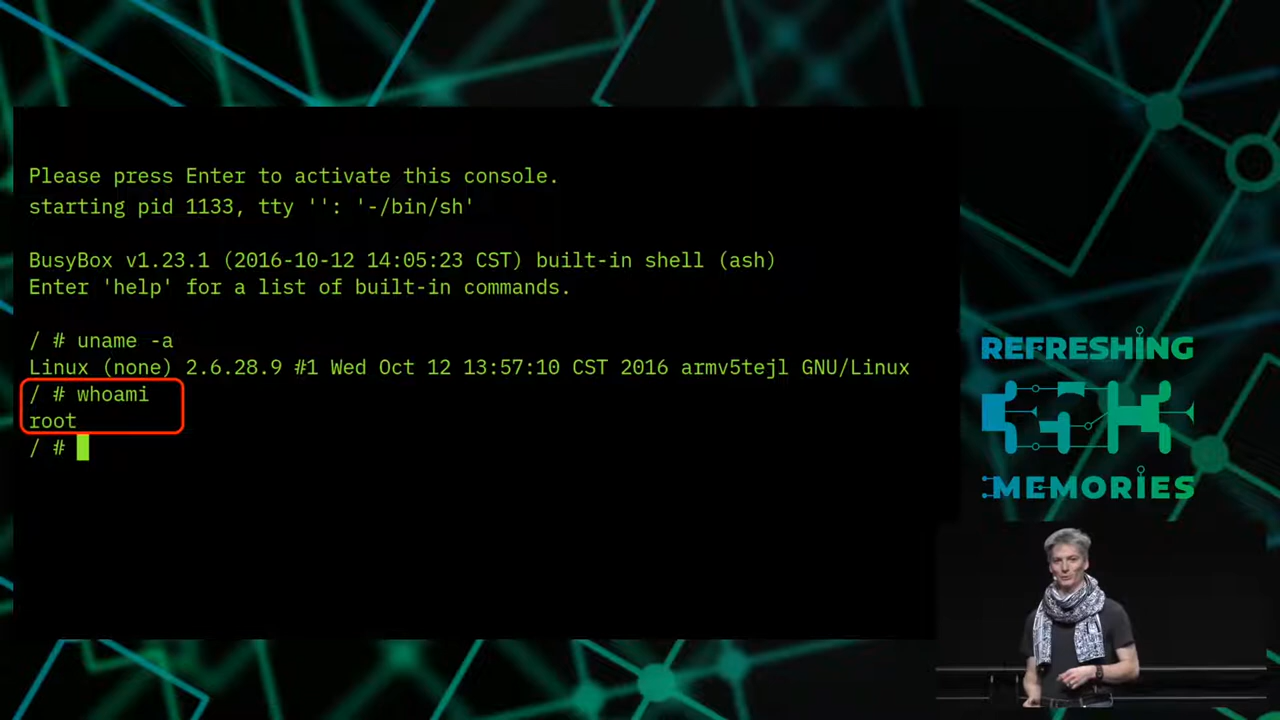 Please press Enter to activate this console.
starting pid 1133, tty '': '-/bin/sh'
BusyBox v1.23.1 (2016-10-12 14:05:23 CST) built-in shell (ash)
Enter 'help' for a list of built-in commands.
/ # uname -a
Linux (none) 2.6.28.9 #1 Wed Oct 12 13:57:10 CST 2016 armv5tejl GNU/Linux
/ # whoami
root
/ #
REFRESHING
MEMORIES